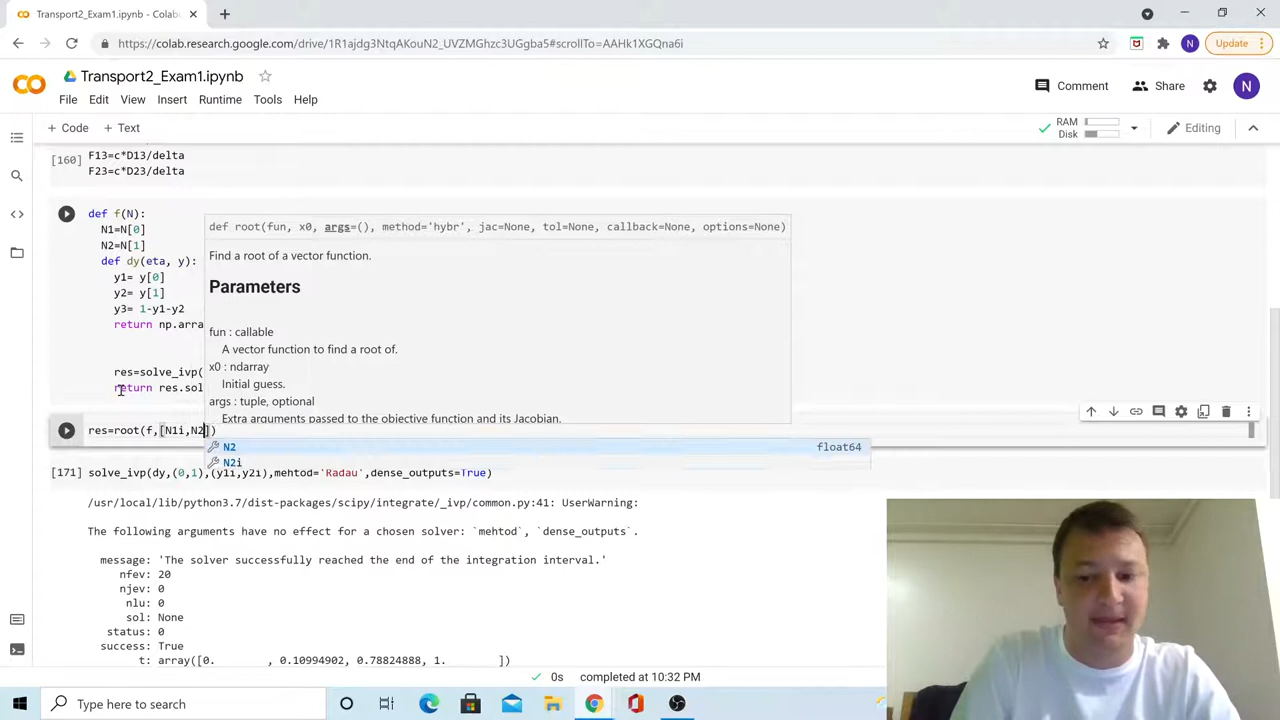 Transport2_Exam1.ipynb - Colab
https://colab.research.google.com/drive/
Update
Transport2_Exam1.ipynb
File Edit View Insert Runtime Tools Help
Comment
Share
N
+ Code + Text
RAM
Disk
Editing
[160]
F13=c*D13/delta
F23=c*D23/delta
def f(N):
N1=N[0]
N2=N[1]
def dy(eta, y):
y1= y[0]
y2= y[1]
y3= 1-y1-y2
return np.arra
res=solve_ivp(
return res.sol
def root(fun, x0, args=(), method='hybr', jac=None, tol=None, callback=None, options=None)
Find a root of a vector function.
Parameters
fun : callable
A vector function to find a root of.
x0 : ndarray
Initial guess.
args : tuple, optional
Extra arguments passed to the objective function and its Jacobian.
res=root(f,[N1i,N2])
N2 float64
N2i
[171] solve_ivp(dy,(0,1),(y1i,y2i),mehtod='Radau',dense_outputs=True)
/usr/local/lib/python3.7/dist-packages/scipy/integrate/_ivp/common.py:41: UserWarning:
The following arguments have no effect for a chosen solver: `mehtod`, `dense_outputs`.
message: 'The solver successfully reached the end of the integration interval.'
nfev: 20
njev: 0
nlu: 0
sol: None
status: 0
success: True
t: array([0. , 0.10994902, 0.78824888, 1. ])
0s completed at 10:32 PM
Type here to search